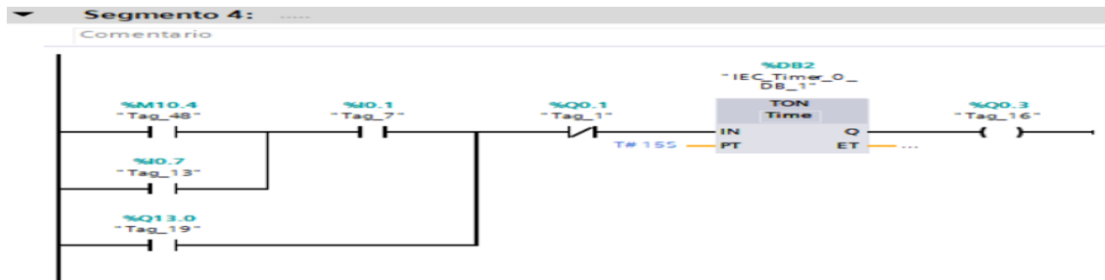 Segmento 4: .....
Comentario
%DB2
"IEC_Timer_0_
DB_1"
%M10.4
"Tag_48"
%I0.1
"Tag_7"
%Q0.1
"Tag_1"
TON
Time
%Q0.3
"Tag_16"
IN
Q
T# 15S
PT
ET
...
%I0.7
"Tag_13"
%Q13.0
"Tag_19"